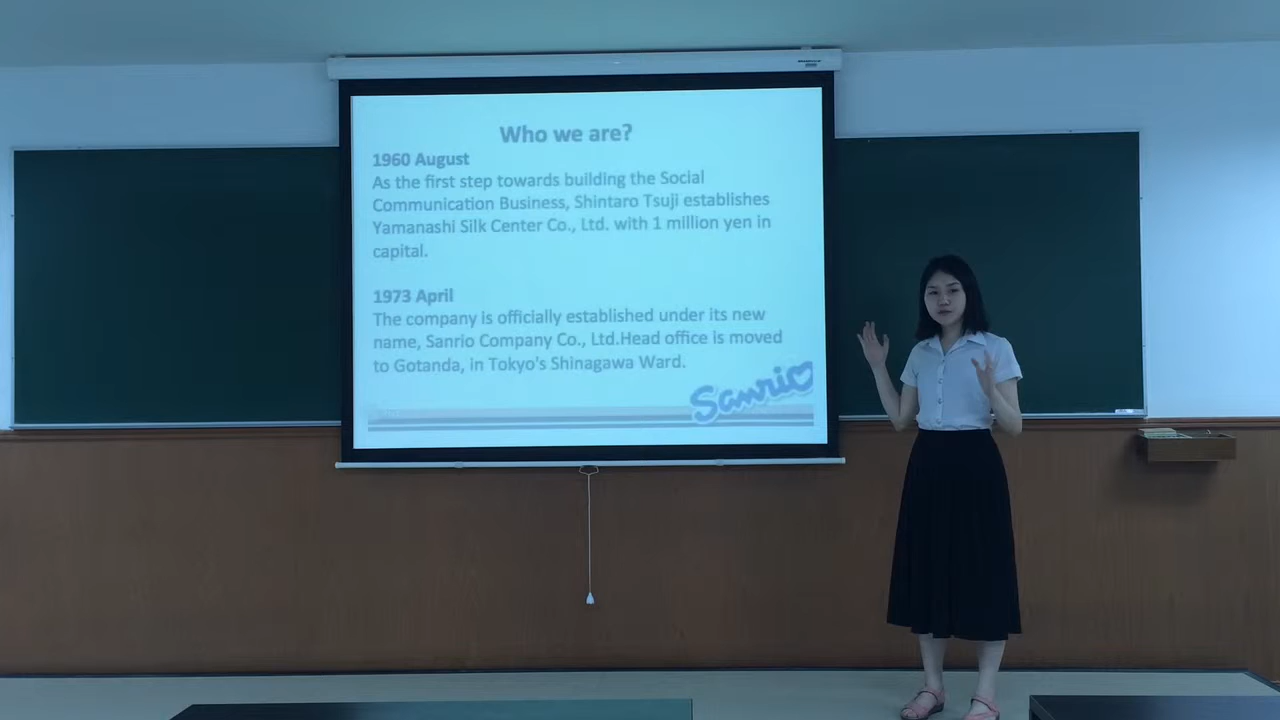 Who we are?
1960 August
As the first step towards building the Social
Communication Business, Shintaro Tsuji establishes
Yamanashi Silk Center Co., Ltd. with 1 million yen in
capital.
1973 April
The company is officially established under its new
name, Sanrio Company Co., Ltd.Head office is moved
to Gotanda, in Tokyo's Shinagawa Ward.
Sanrio